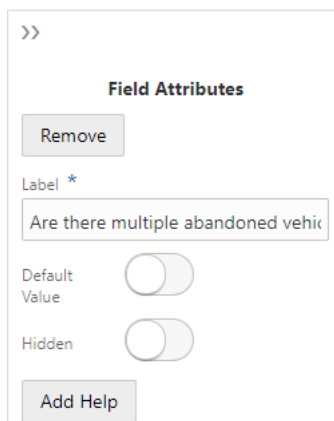 Field Attributes
Remove
Label *
Are there multiple abandoned vehic
Default
Value
Hidden
Add Help